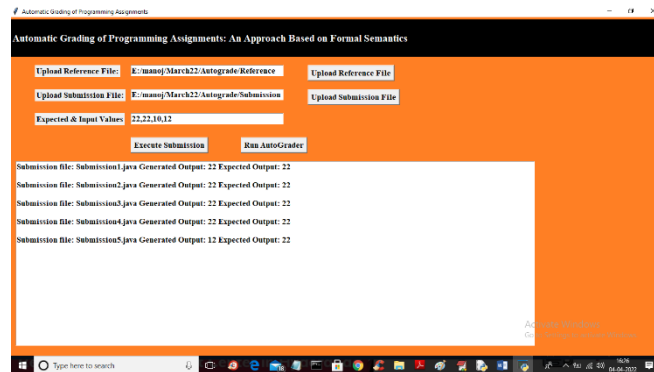 Automatic Grading of Programming Assignments
Automatic Grading of Programming Assignments: An Approach Based on Formal Semantics
Upload Reference File: E:/manoj/March22/Autograde/Reference Upload Reference File
Upload Submission File: E:/manoj/March22/Autograde/Submission Upload Submission File
Expected & Input Values 22,22,10,12
Execute Submission Run AutoGrader
Submission file: Submission1.java Generated Output: 22 Expected Output: 22
Submission file: Submission2.java Generated Output: 22 Expected Output: 22
Submission file: Submission3.java Generated Output: 22 Expected Output: 22
Submission file: Submission4.java Generated Output: 22 Expected Output: 22
Submission file: Submission5.java Generated Output: 12 Expected Output: 22
Type here to search
16:26
04-04-2022